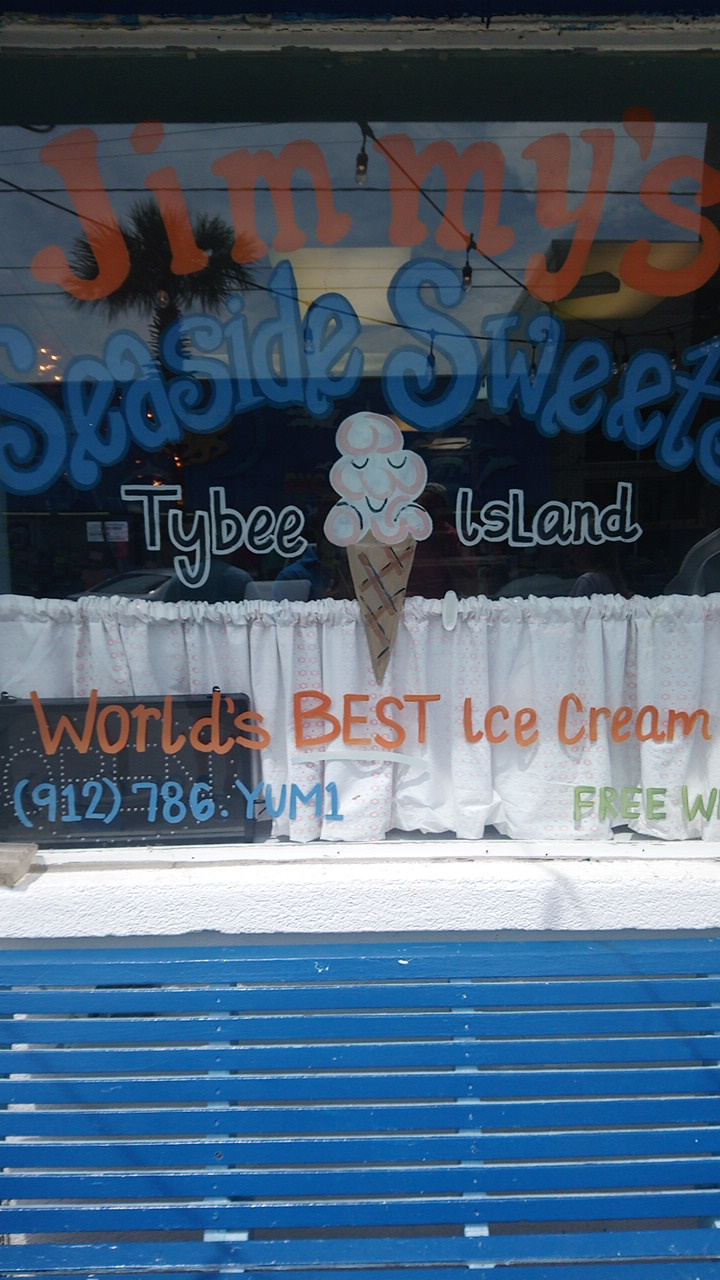 Jimmy's
Seaside Sweets
Tybee Island
World's BEST Ice Cream
(912) 786.YUM1
FREE